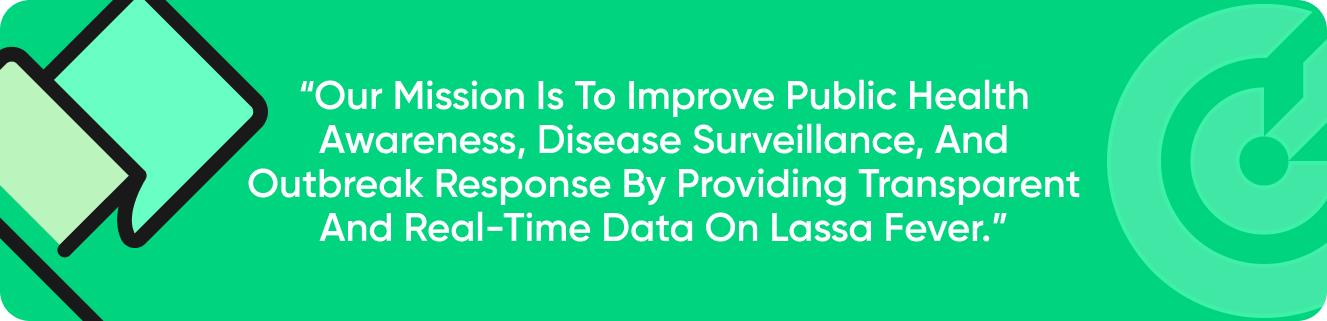 “Our Mission Is To Improve Public Health
Awareness, Disease Surveillance, And
Outbreak Response By Providing Transparent
And Real-Time Data On Lassa Fever.”